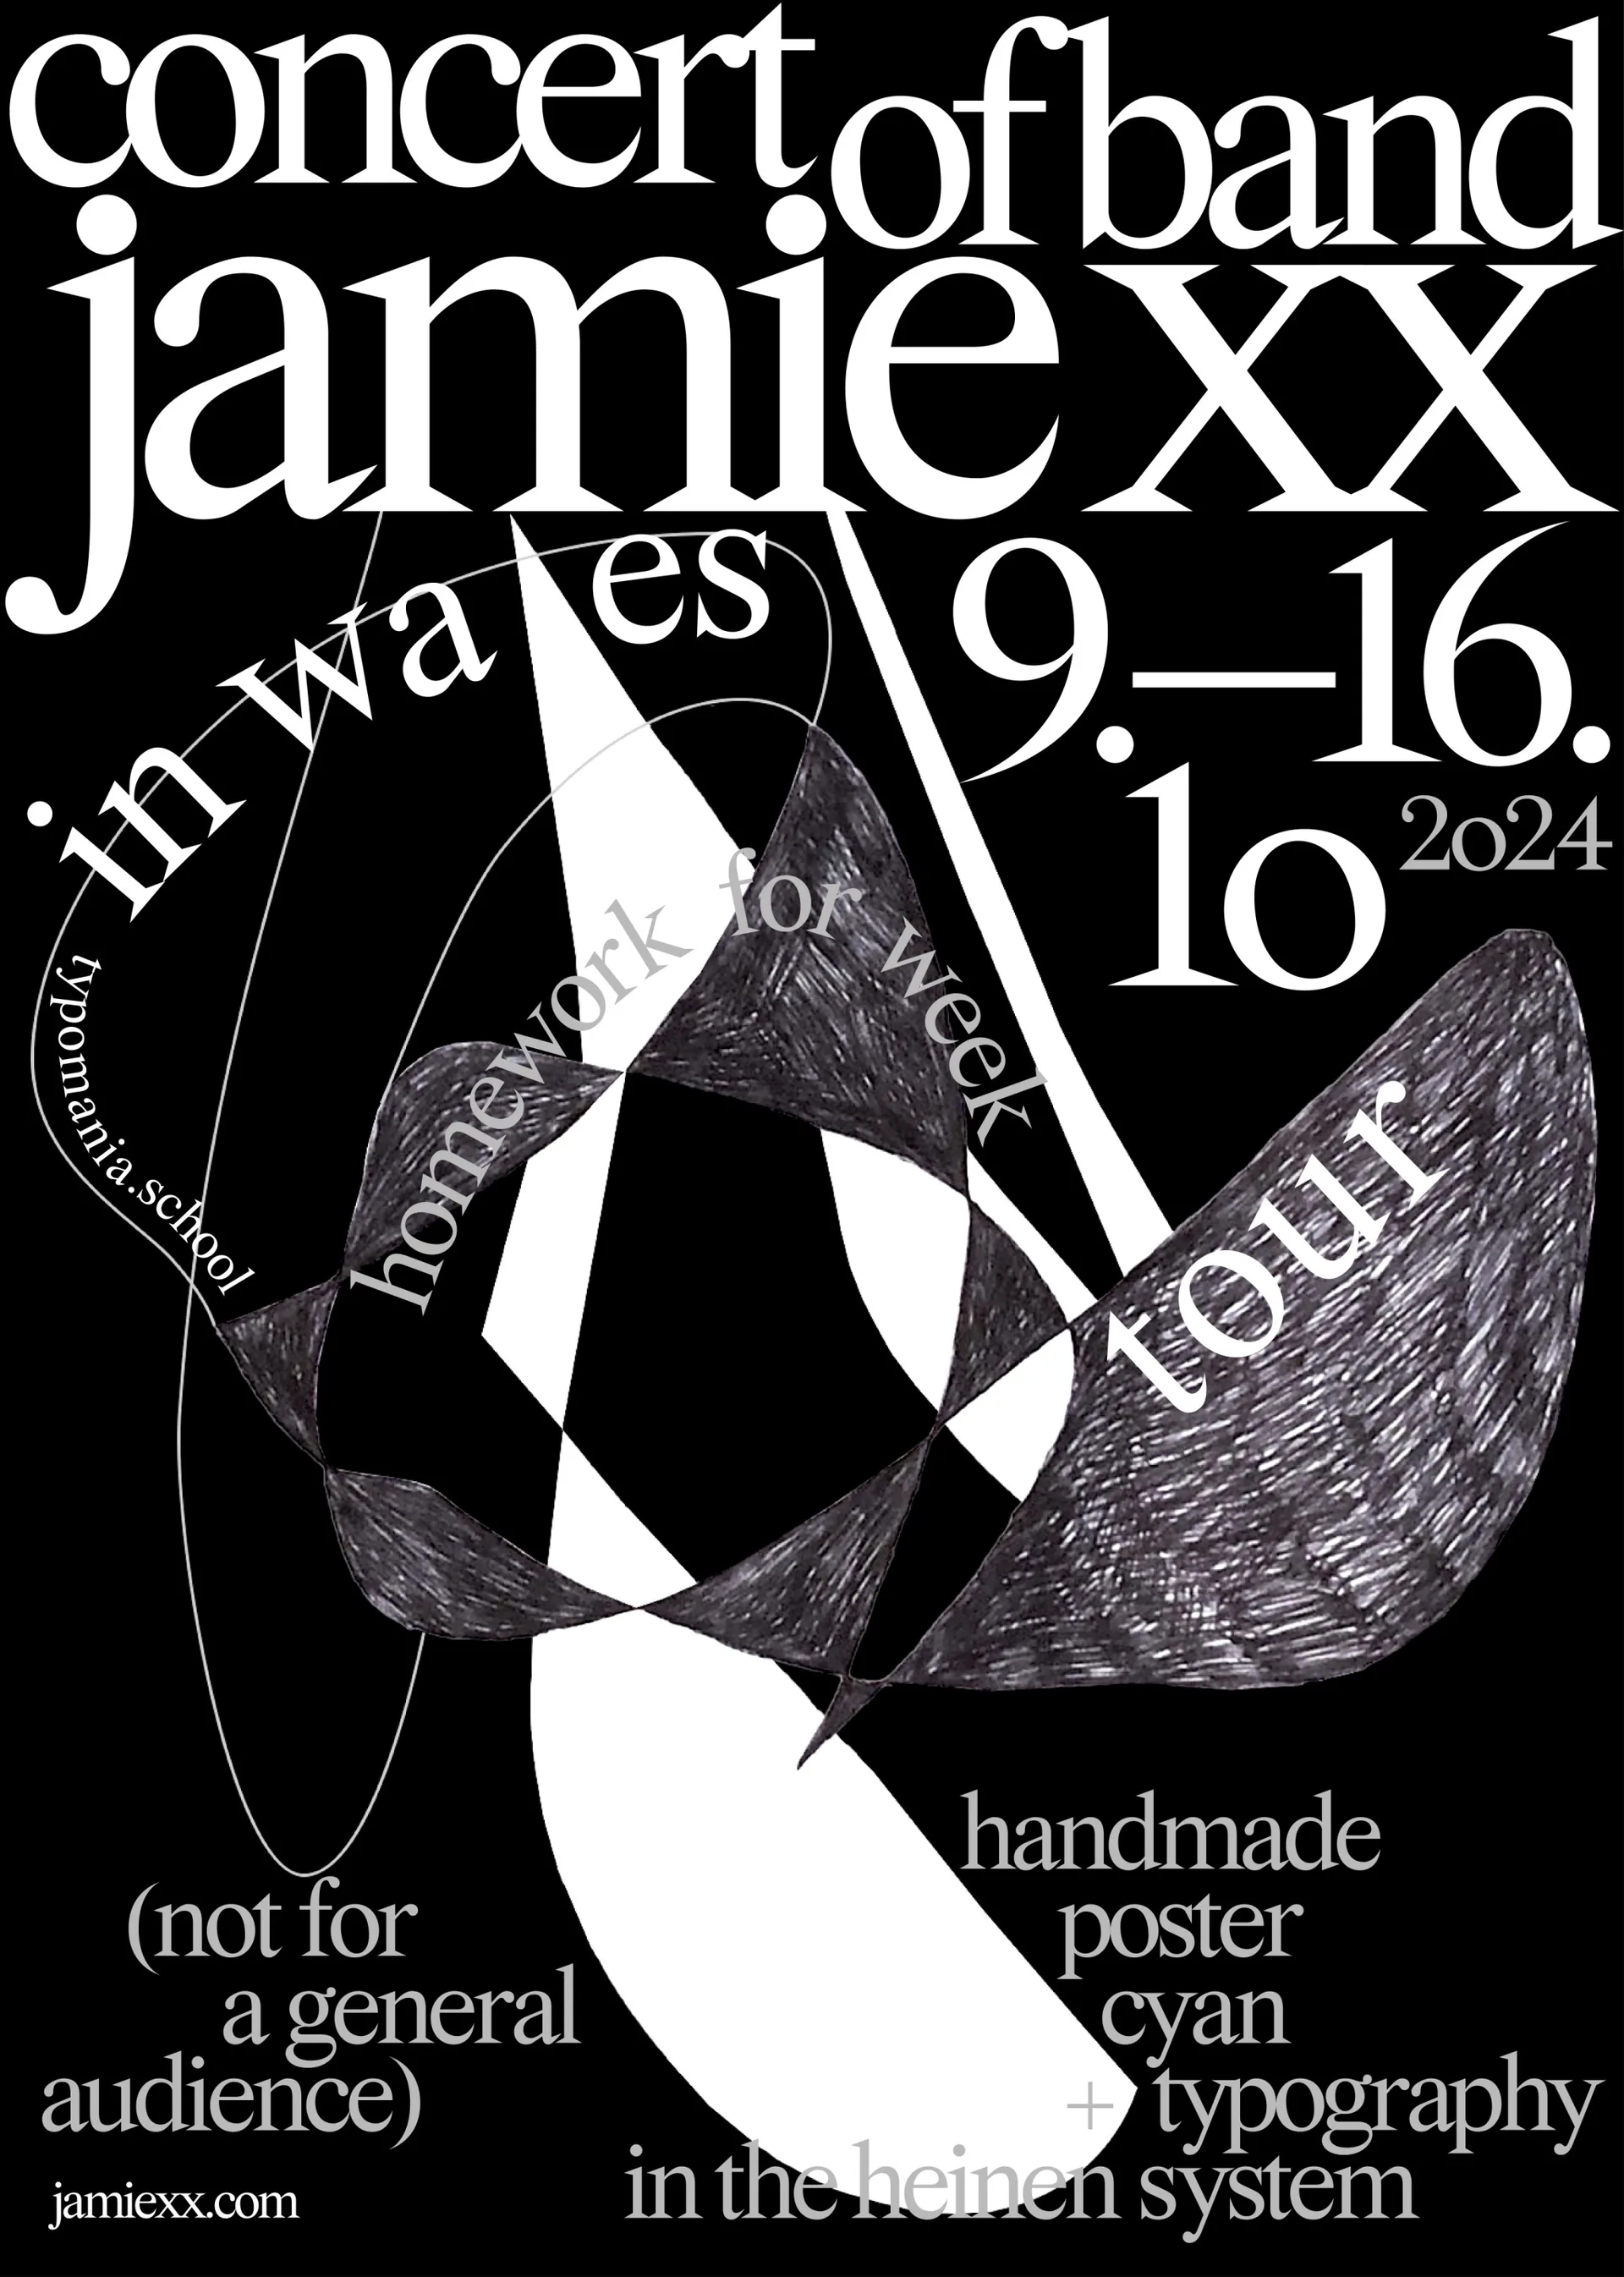 concert of band
jamie xx
in wa es
9.—16.
10 2024
typomania.school
homework for week
tour
(not for
a general
audience)
jamiexx.com
handmade
poster
cyan
+ typography
in the heinen system